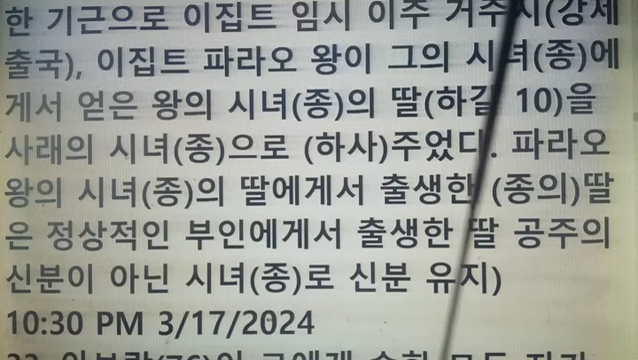 한 기근으로 이집트 임시 이주 거주시(강제
출국), 이집트 파라오 왕이 그의 시녀(종)에
게서 얻은 왕의 시녀(종)의 딸(하갈 10)을
사래의 시녀(종)으로 (하사)주었다. 파라오
왕의 시녀(종)의 딸에게서 출생한 (종의)딸
은 정상적인 부인에게서 출생한 딸 공주의
신분이 아닌 시녀(종)로 신분 유지)
10:30 PM 3/17/2024